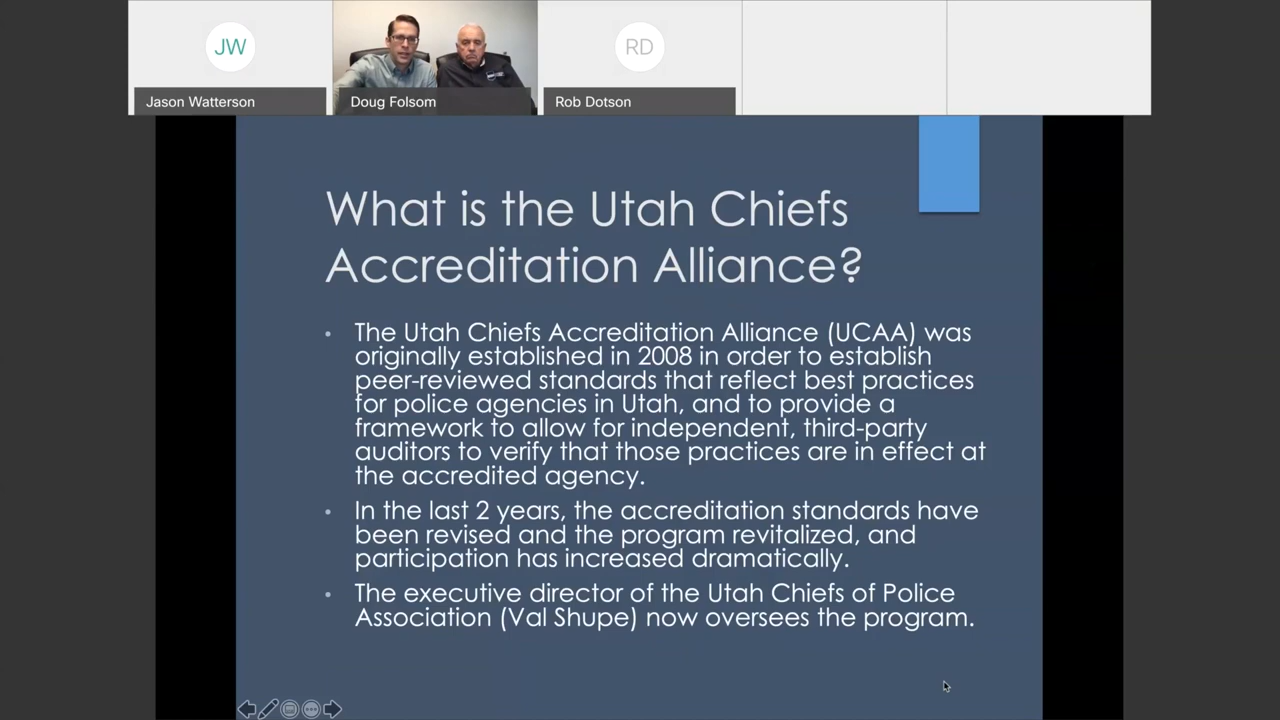 JW
RD
Jason Watterson
Doug Folsom
Rob Dotson
What is the Utah Chiefs
Accreditation Alliance?
• The Utah Chiefs Accreditation Alliance (UCAA) was
originally established in 2008 in order to establish
peer-reviewed standards that reflect best practices
for police agencies in Utah, and to provide a
framework to allow for independent, third-party
auditors to verify that those practices are in effect at
the accredited agency.
• In the last 2 years, the accreditation standards have
been revised and the program revitalized, and
participation has increased dramatically.
• The executive director of the Utah Chiefs of Police
Association (Val Shupe) now oversees the program.